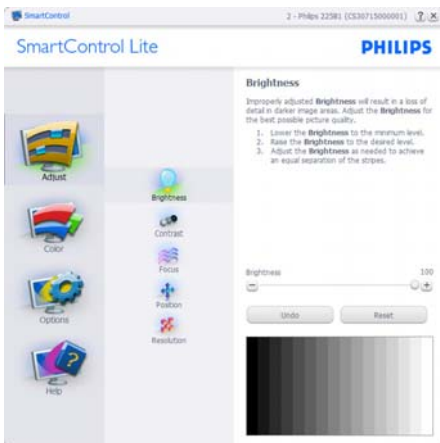 SmartControl
2 - Philips 225B1 (CS30715000001) ? X
SmartControl Lite
PHILIPS
Adjust
Color
Options
Help
Brightness
Contrast
Focus
Position
Resolution
Brightness
Improperly adjusted Brightness will result in a loss of
detail in darker image areas. Adjust the Brightness for
the best possible picture quality.
1. Lower the Brightness to the minimum level.
2. Raise the Brightness to the desired level.
3. Adjust the Brightness as needed to achieve
an equal separation of the stripes.
Brightness 100
Undo Reset